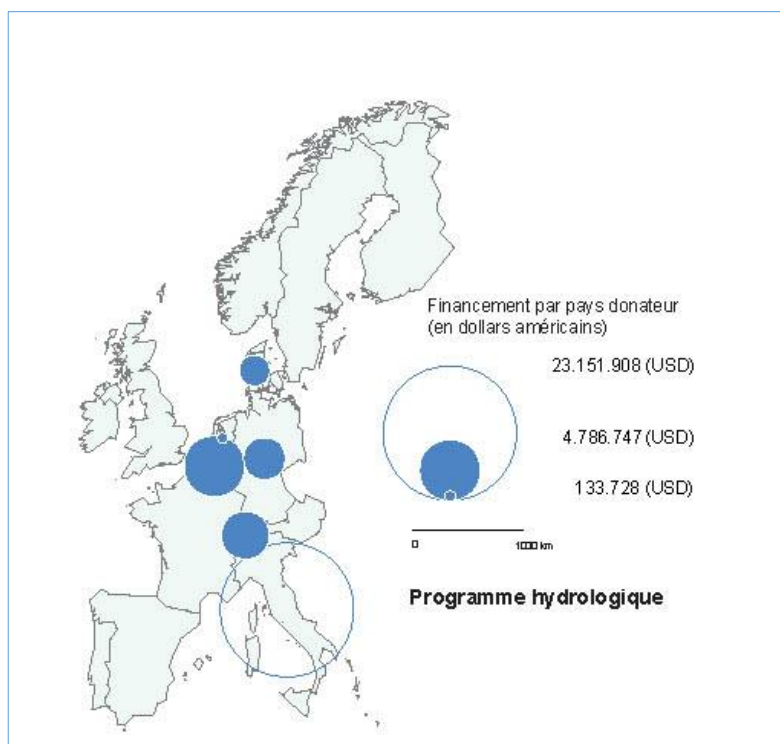 Financement par pays donateur
(en dollars américains)
23.151.908 (USD)
4.786.747 (USD)
133.728 (USD)
0 1000 km
Programme hydrologique